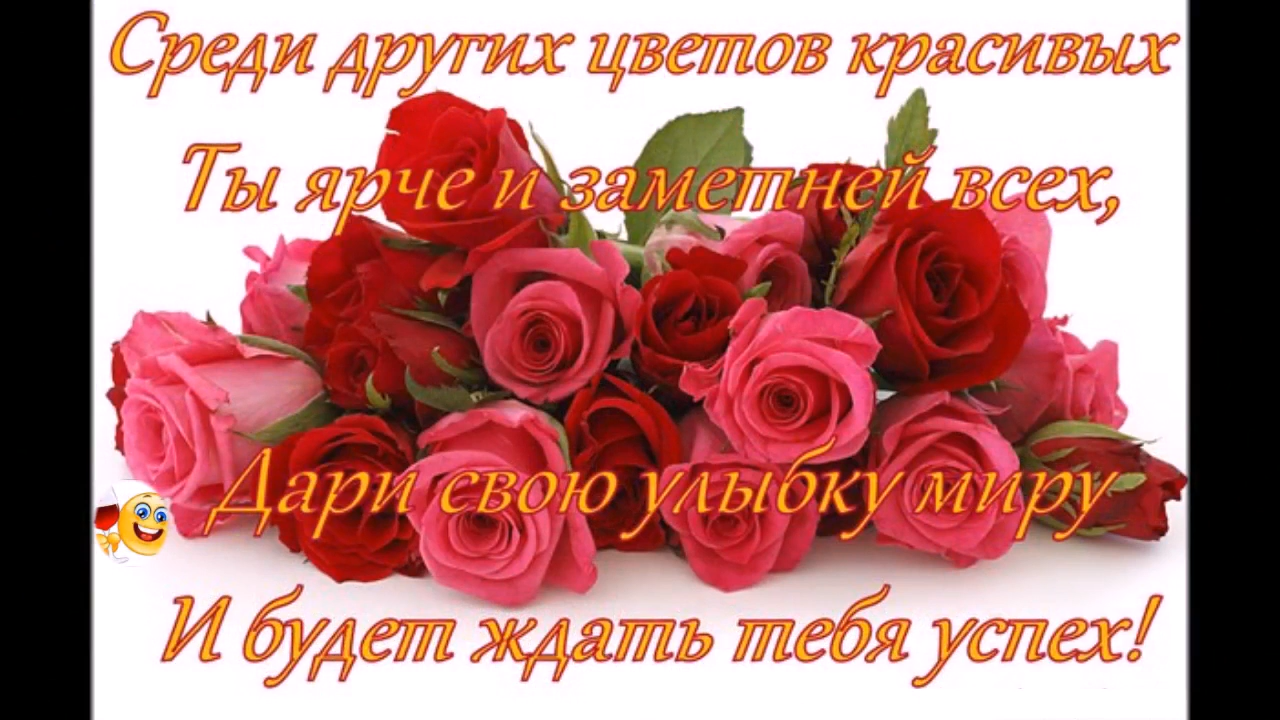 Среди других цветов красивых
Ты ярче и заметней всех,
Дари свою улыбку миру
И будет ждать тебя успех!